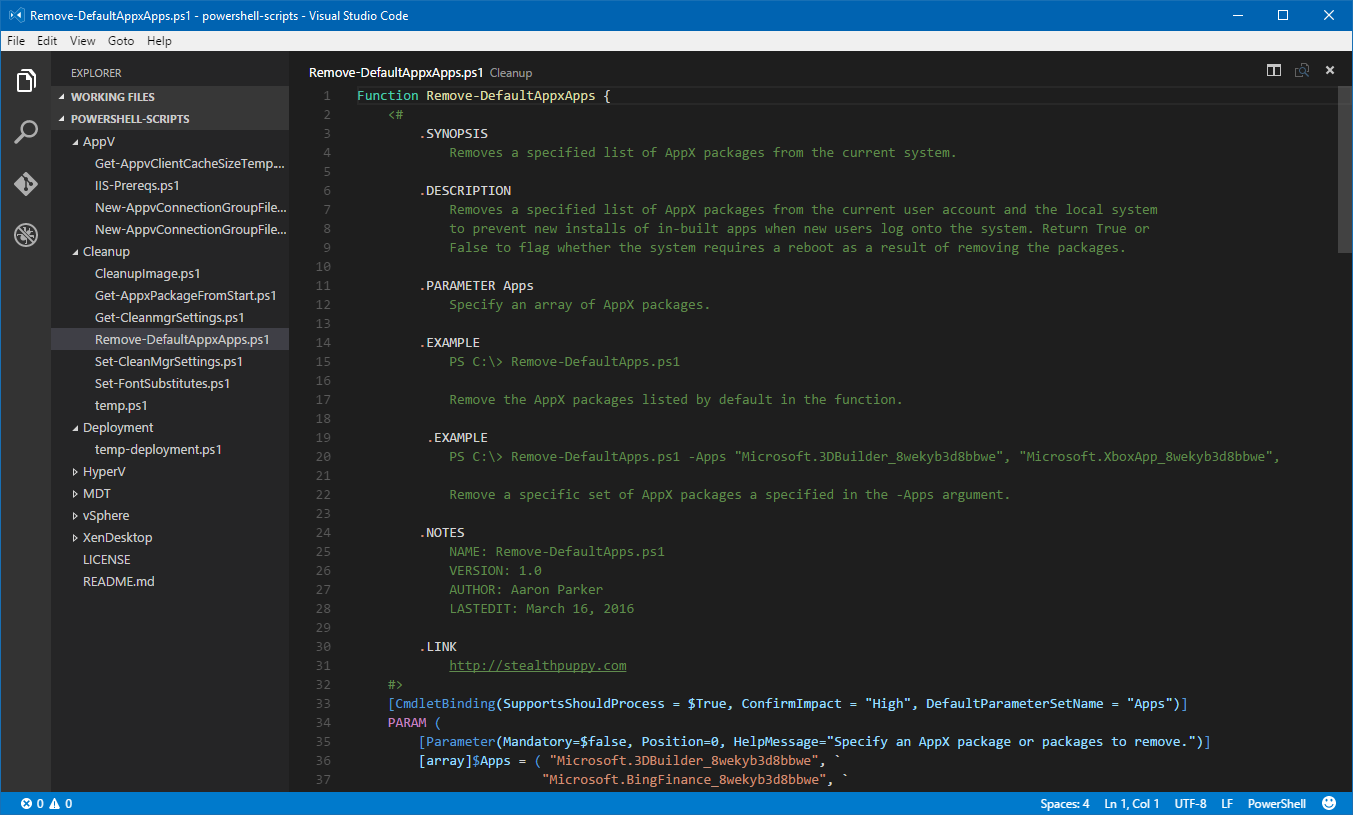 Remove-DefaultAppxApps.ps1 - powershell-scripts - Visual Studio Code
File Edit View Goto Help
EXPLORER
WORKING FILES
POWERSHELL-SCRIPTS
AppV
Get-AppvClientCacheSizeTemp...
IIS-Prereqs.ps1
New-AppvConnectionGroupFile...
New-AppvConnectionGroupFile...
Cleanup
CleanupImage.ps1
Get-AppxPackageFromStart.ps1
Get-CleanmgrSettings.ps1
Remove-DefaultAppxApps.ps1
Set-CleanMgrSettings.ps1
Set-FontSubstitutes.ps1
temp.ps1
Deployment
temp-deployment.ps1
HyperV
MDT
vSphere
XenDesktop
LICENSE
README.md
Remove-DefaultAppxApps.ps1 Cleanup
1 Function Remove-DefaultAppxApps {
2 <#
3 .SYNOPSIS
4 Removes a specified list of AppX packages from the current system.
5
6 .DESCRIPTION
7 Removes a specified list of AppX packages from the current user account and the local system
8 to prevent new installs of in-built apps when new users log onto the system. Return True or
9 False to flag whether the system requires a reboot as a result of removing the packages.
10
11 .PARAMETER Apps
12 Specify an array of AppX packages.
13
14 .EXAMPLE
15 PS C:\> Remove-DefaultApps.ps1
16
17 Remove the AppX packages listed by default in the function.
18
19 .EXAMPLE
20 PS C:\> Remove-DefaultApps.ps1 -Apps "Microsoft.3DBuilder_8wekyb3d8bbwe", "Microsoft.XboxApp_8wekyb3d8bbwe",
21
22 Remove a specific set of AppX packages a specified in the -Apps argument.
23
24 .NOTES
25 NAME: Remove-DefaultApps.ps1
26 VERSION: 1.0
27 AUTHOR: Aaron Parker
28 LASTEDIT: March 16, 2016
29
30 .LINK
31 http://stealthpuppy.com
32 #>
33 [CmdletBinding(SupportsShouldProcess = $True, ConfirmImpact = "High", DefaultParameterSetName = "Apps")]
34 PARAM (
35 [Parameter(Mandatory=$false, Position=0, HelpMessage="Specify an AppX package or packages to remove.")]
36 [array]$Apps = ( "Microsoft.3DBuilder_8wekyb3d8bbwe", `
37 "Microsoft.BingFinance_8wekyb3d8bbwe", `
0 0
Spaces: 4 Ln 1, Col 1 UTF-8 LF PowerShell